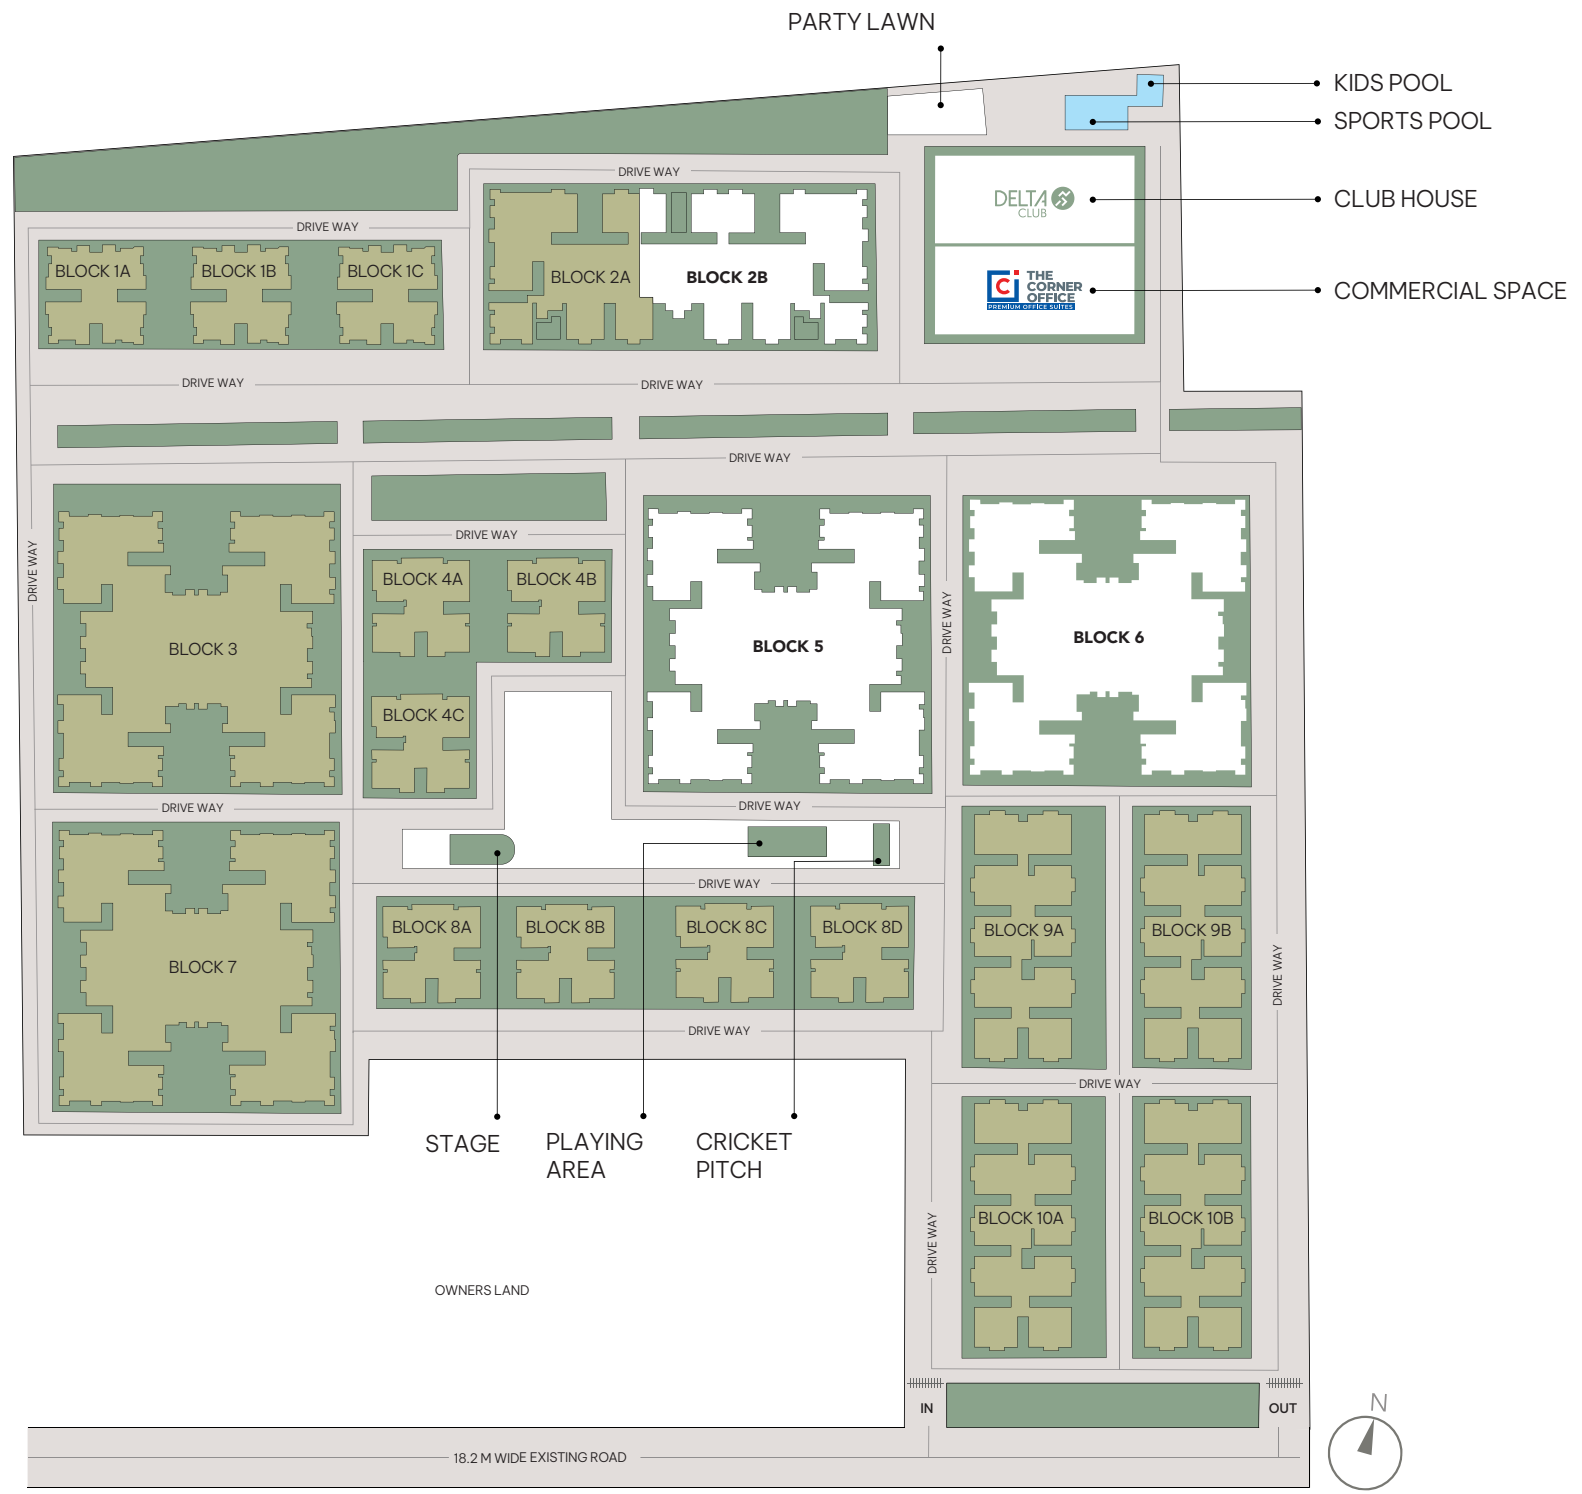 PARTY LAWN
KIDS POOL
SPORTS POOL
DRIVE WAY
DELTA
CLUB
CLUB HOUSE
DRIVE WAY
BLOCK 1A
BLOCK 1B
BLOCK 1C
BLOCK 2A
BLOCK 2B
C
THE
CORNER
OFFICE
PREMIUM OFFICE SUITES
COMMERCIAL SPACE
DRIVE WAY
DRIVE WAY
DRIVE WAY
DRIVE WAY
DRIVE WAY
BLOCK 4A
BLOCK 4B
BLOCK 3
BLOCK 5
DRIVE WAY
BLOCK 6
BLOCK 4C
DRIVE WAY
DRIVE WAY
DRIVE WAY
BLOCK 8A
BLOCK 8B
BLOCK 8C
BLOCK 8D
BLOCK 9A
BLOCK 9B
BLOCK 7
DRIVE WAY
DRIVE WAY
DRIVE WAY
STAGE
PLAYING
AREA
CRICKET
PITCH
BLOCK 10A
BLOCK 10B
DRIVE WAY
OWNERS LAND
IN
OUT
N
18.2 M WIDE EXISTING ROAD